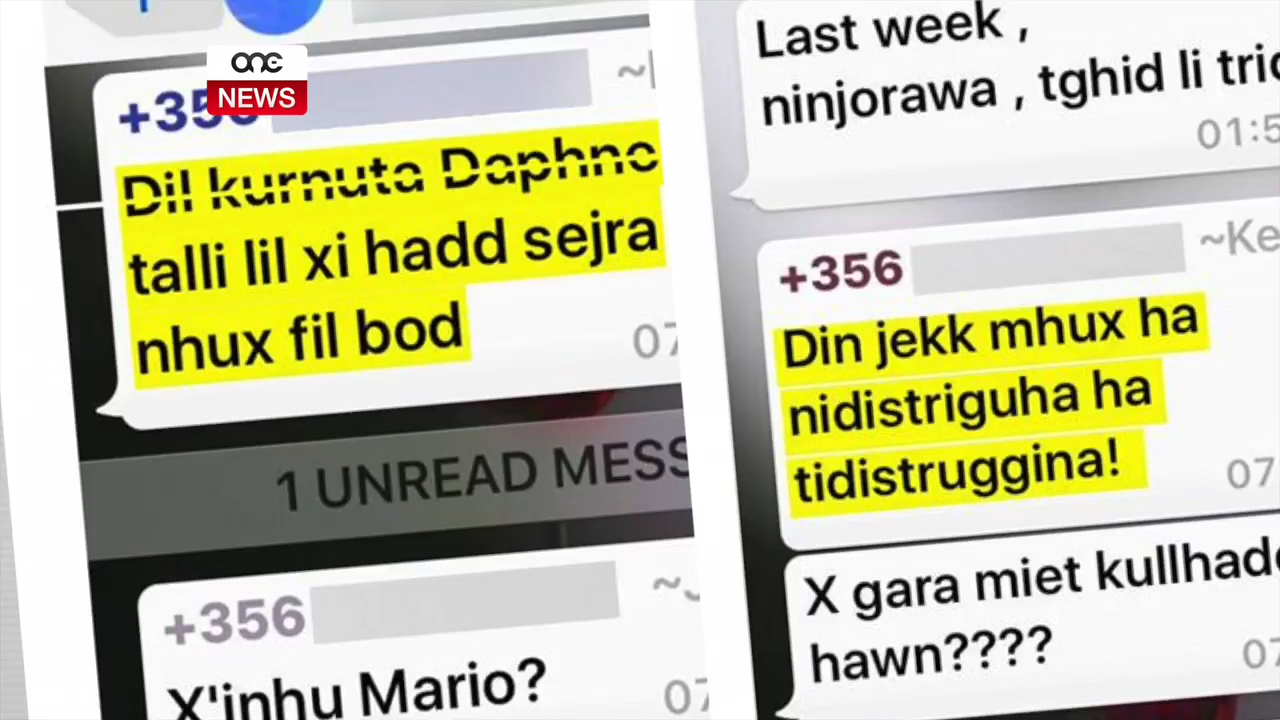 one
NEWS
+356
Dil kurnuta Daphne
talli lil xi hadd sejra
nhux fil bod
07
1 UNREAD MESS
+356
X'inhu Mario?
07
Last week ,
ninjorawa , tghid li
01:5
+356 ~Ke
Din jekk mhux ha
nidistriguha ha
tidistruggina!
07
X gara miet kullhadd
hawn????
07